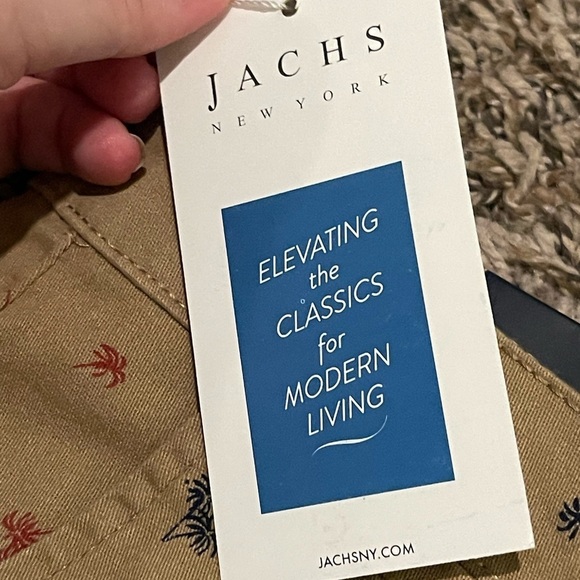 JACHS
NEW YORK
ELEVATING
the
CLASSICS
for
MODERN
LIVING
JACHSNY.COM